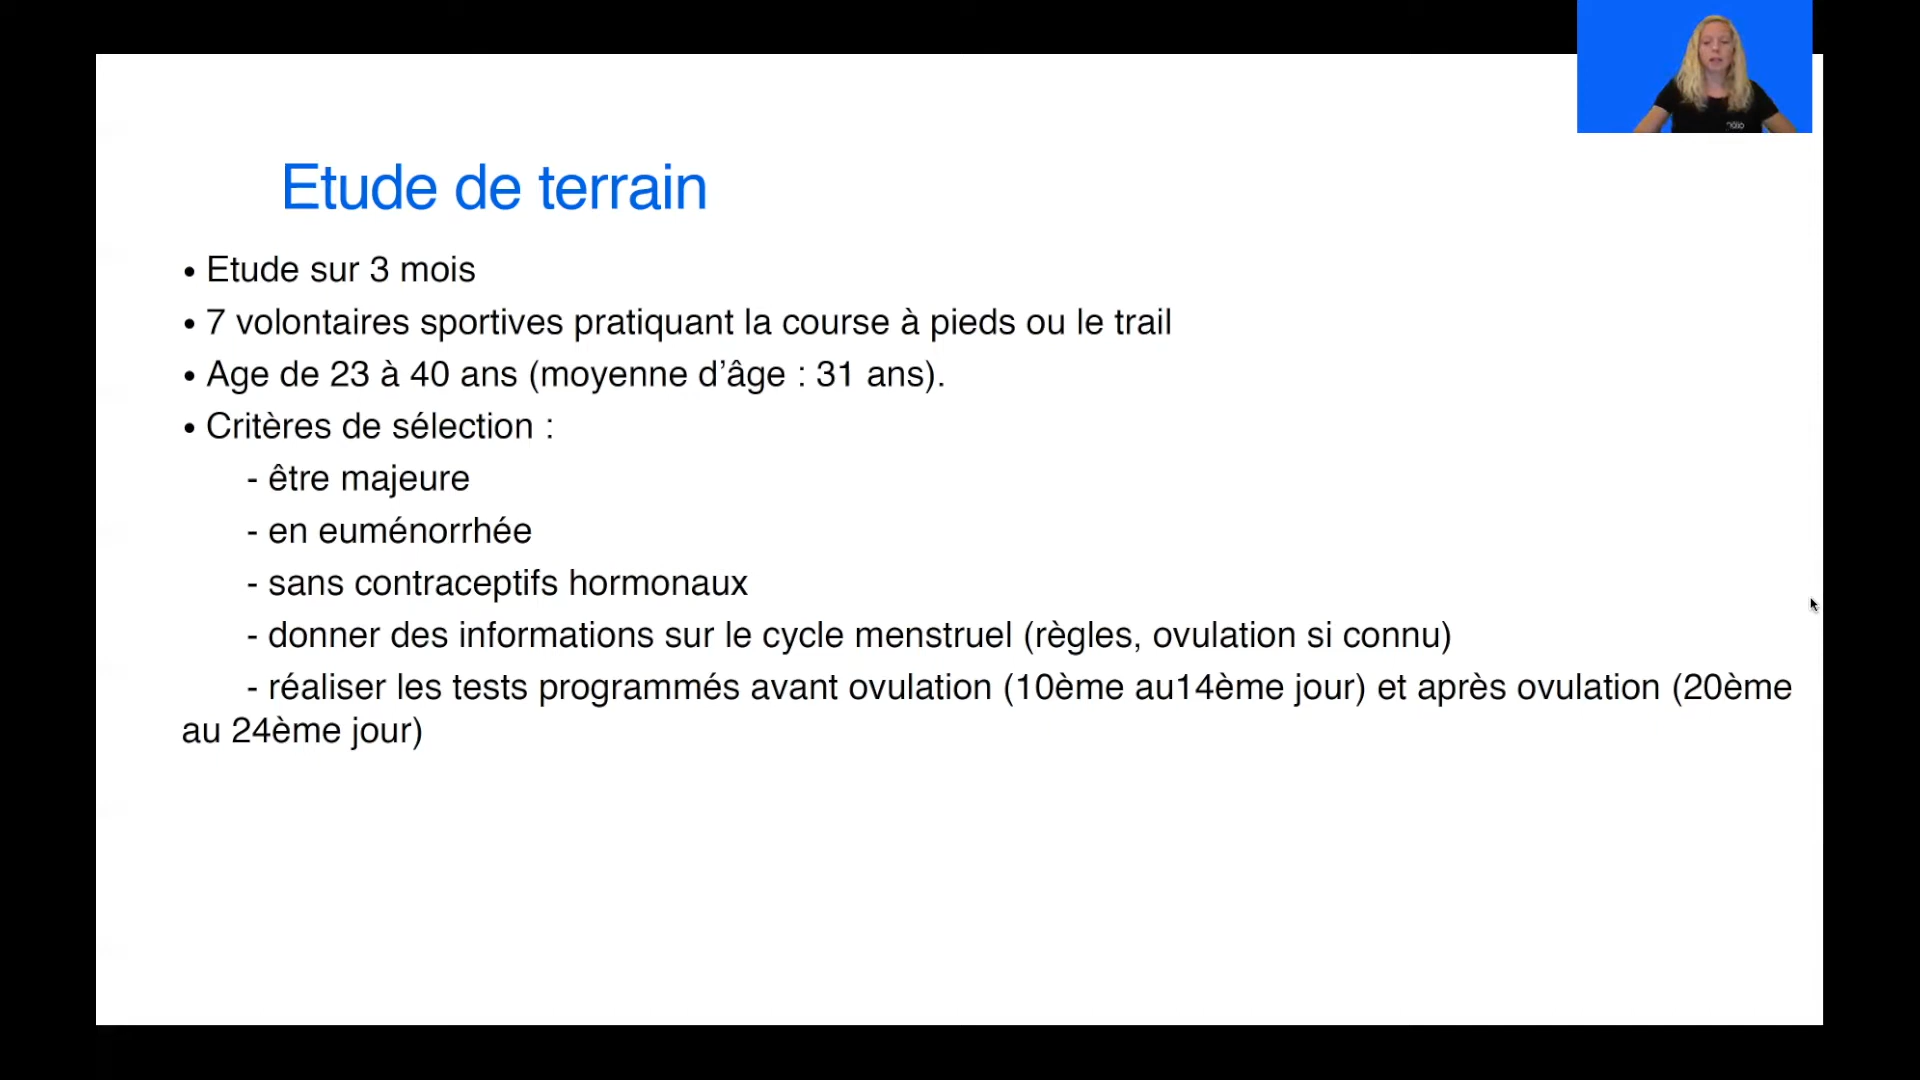 Etude de terrain
• Etude sur 3 mois
• 7 volontaires sportives pratiquant la course à pieds ou le trail
• Age de 23 à 40 ans (moyenne d’âge : 31 ans).
• Critères de sélection :
- être majeure
- en euménorrhée
- sans contraceptifs hormonaux
- donner des informations sur le cycle menstruel (règles, ovulation si connu)
- réaliser les tests programmés avant ovulation (10ème au14ème jour) et après ovulation (20ème
au 24ème jour)